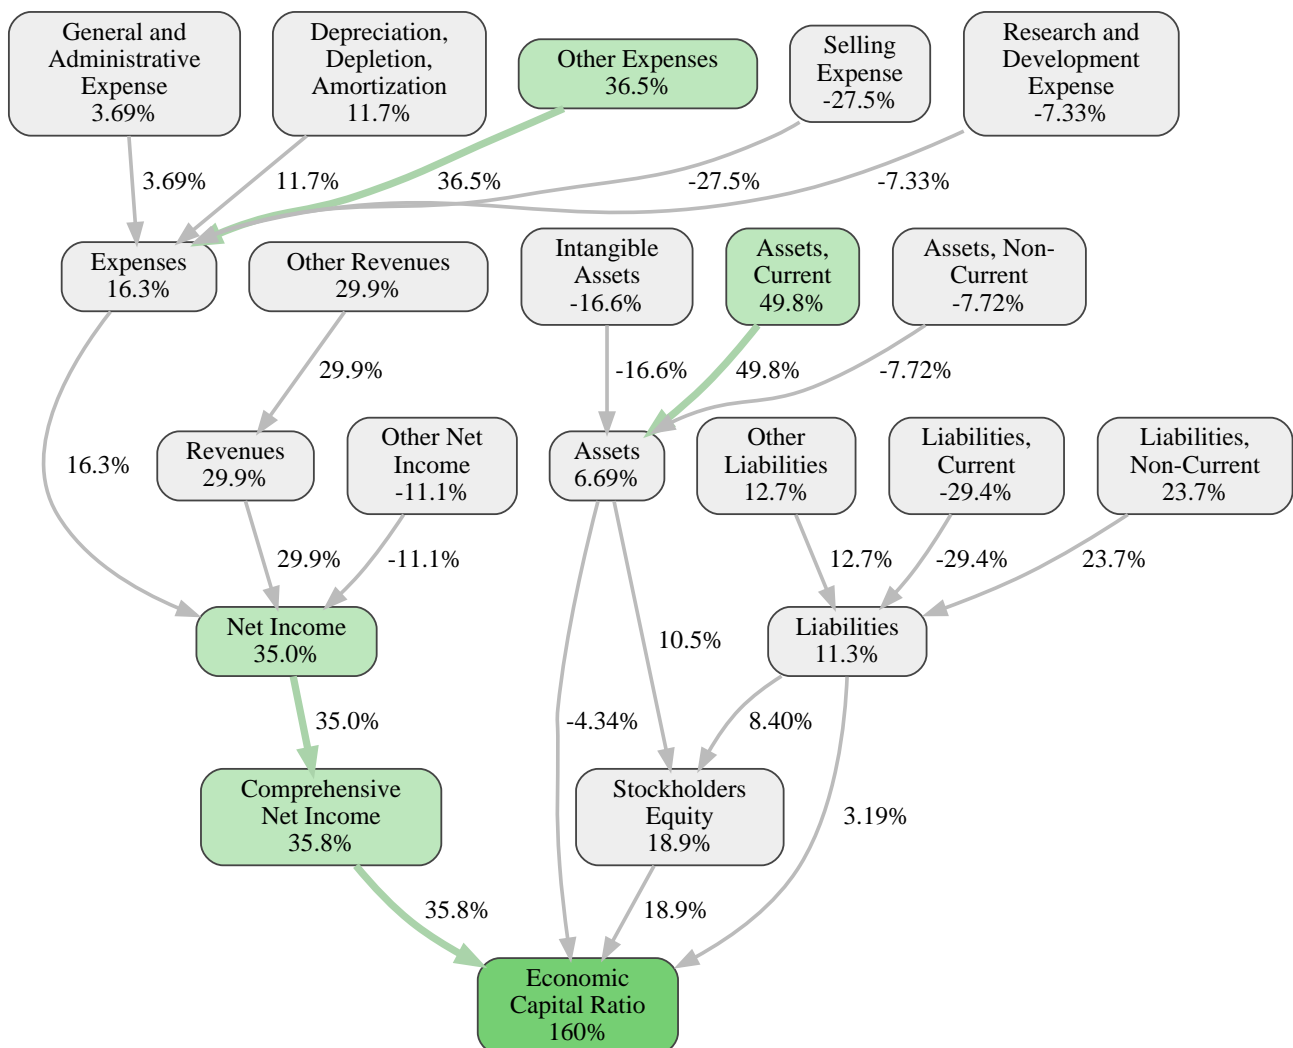 General and
Administrative
Expense
3.69%
Depreciation,
Depletion,
Amortization
11.7%
Other Expenses
36.5%
Selling
Expense
-27.5%
Research and
Development
Expense
-7.33%
3.69%
11.7%
36.5%
-27.5%
-7.33%
Expenses
16.3%
Other Revenues
29.9%
Intangible
Assets
-16.6%
Assets,
Current
49.8%
Assets, Non-
Current
-7.72%
29.9%
-16.6%
49.8%
-7.72%
16.3%
Revenues
29.9%
Other Net
Income
-11.1%
Assets
6.69%
Other
Liabilities
12.7%
Liabilities,
Current
-29.4%
Liabilities,
Non-Current
23.7%
29.9%
-11.1%
12.7%
-29.4%
23.7%
Net Income
35.0%
10.5%
Liabilities
11.3%
35.0%
-4.34%
8.40%
Comprehensive
Net Income
35.8%
Stockholders
Equity
18.9%
3.19%
35.8%
18.9%
Economic
Capital Ratio
160%